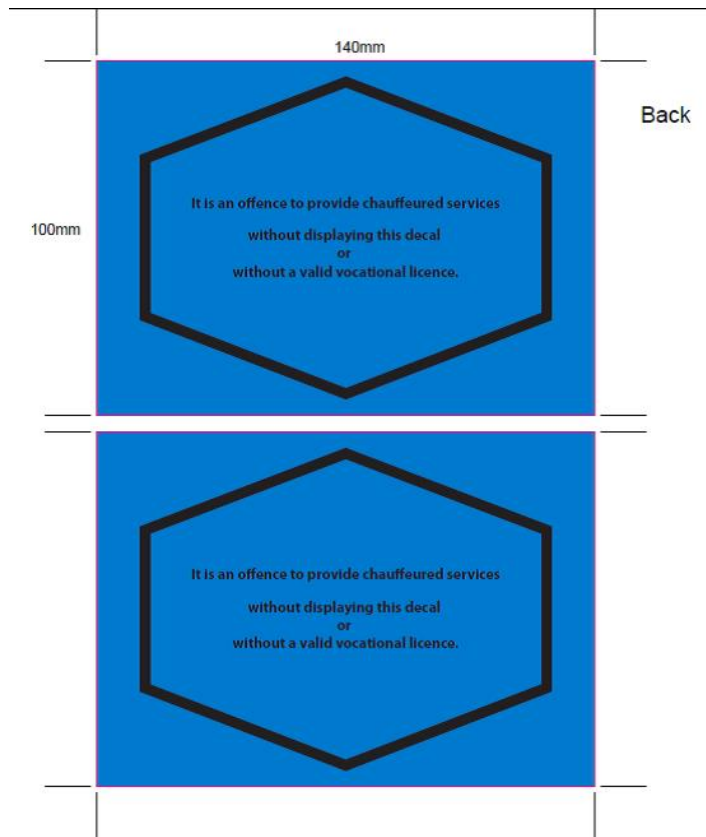 140mm
Back
100mm
It is an offence to provide chauffeured services
without displaying this decal
or
without a valid vocational licence.
It is an offence to provide chauffeured services
without displaying this decal
or
without a valid vocational licence.